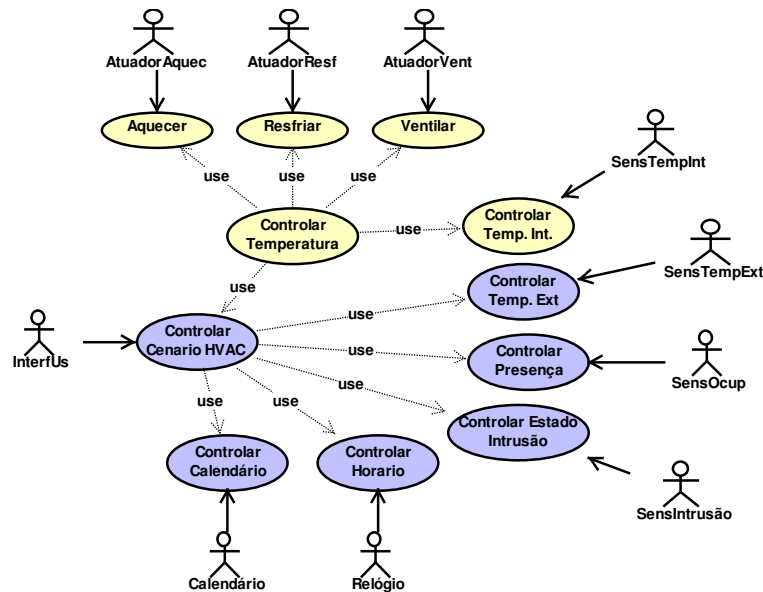 AtuadorAquec
AtuadorResf
AtuadorVent
Aquecer
Resfriar
Ventilar
use
use
use
SensTempInt
Controlar
Temperatura
use
Controlar
Temp. Int.
use
Controlar
Temp. Ext
SensTempExt
InterfUs
Controlar
Cenario HVAC
use
use
Controlar
Presença
SensOcup
use
use
use
Controlar Estado
Intrusão
Controlar
Calendário
Controlar
Horario
SensIntrusão
Calendário
Relógio